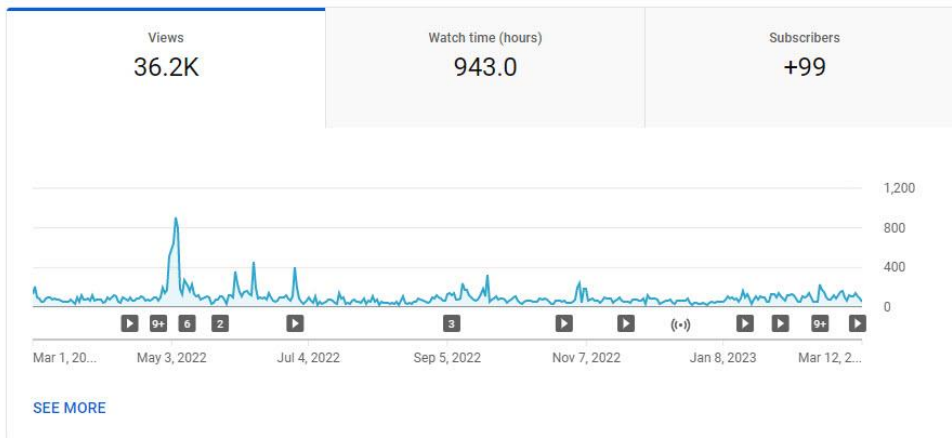 Views
36.2K
Watch time (hours)
943.0
Subscribers
+99
1,200
800
400
0
9+ 6 2 3 9+
Mar 1, 20... May 3, 2022 Jul 4, 2022 Sep 5, 2022 Nov 7, 2022 Jan 8, 2023 Mar 12, 2...
SEE MORE